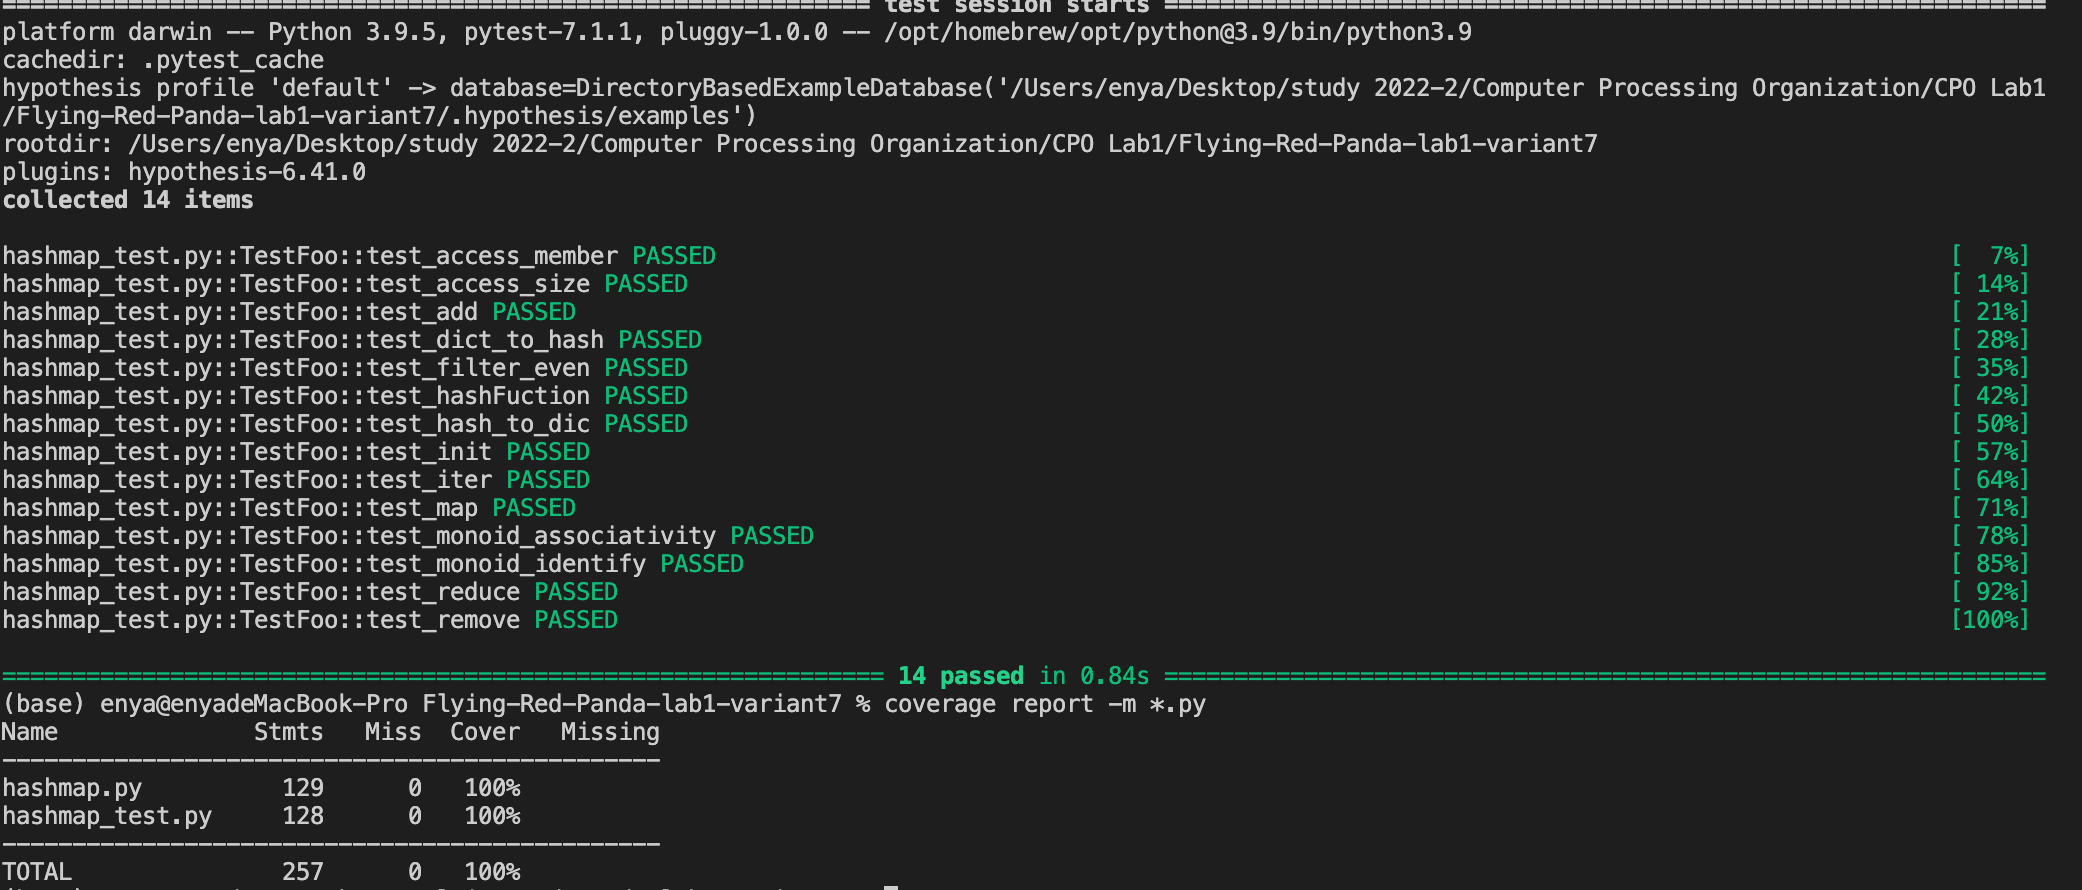 ============================================================== test session starts ===============================================================
platform darwin -- Python 3.9.5, pytest-7.1.1, pluggy-1.0.0 -- /opt/homebrew/opt/python@3.9/bin/python3.9
cachedir: .pytest_cache
hypothesis profile 'default' -> database=DirectoryBasedExampleDatabase('/Users/enya/Desktop/study 2022-2/Computer Processing Organization/CPO Lab1
/Flying-Red-Panda-lab1-variant7/.hypothesis/examples')
rootdir: /Users/enya/Desktop/study 2022-2/Computer Processing Organization/CPO Lab1/Flying-Red-Panda-lab1-variant7
plugins: hypothesis-6.41.0
collected 14 items
hashmap_test.py::TestFoo::test_access_member PASSED [  7%]
hashmap_test.py::TestFoo::test_access_size PASSED [ 14%]
hashmap_test.py::TestFoo::test_add PASSED [ 21%]
hashmap_test.py::TestFoo::test_dict_to_hash PASSED [ 28%]
hashmap_test.py::TestFoo::test_filter_even PASSED [ 35%]
hashmap_test.py::TestFoo::test_hashFuction PASSED [ 42%]
hashmap_test.py::TestFoo::test_hash_to_dic PASSED [ 50%]
hashmap_test.py::TestFoo::test_init PASSED [ 57%]
hashmap_test.py::TestFoo::test_iter PASSED [ 64%]
hashmap_test.py::TestFoo::test_map PASSED [ 71%]
hashmap_test.py::TestFoo::test_monoid_associativity PASSED [ 78%]
hashmap_test.py::TestFoo::test_monoid_identify PASSED [ 85%]
hashmap_test.py::TestFoo::test_reduce PASSED [ 92%]
hashmap_test.py::TestFoo::test_remove PASSED [100%]
=============================================================== 14 passed in 0.84s ===============================================================
(base) enya@enyadeMacBook-Pro Flying-Red-Panda-lab1-variant7 % coverage report -m *.py
Name              Stmts   Miss  Cover   Missing
-----------------------------------------------
hashmap.py          129      0   100%
hashmap_test.py     128      0   100%
-----------------------------------------------
TOTAL               257      0   100%